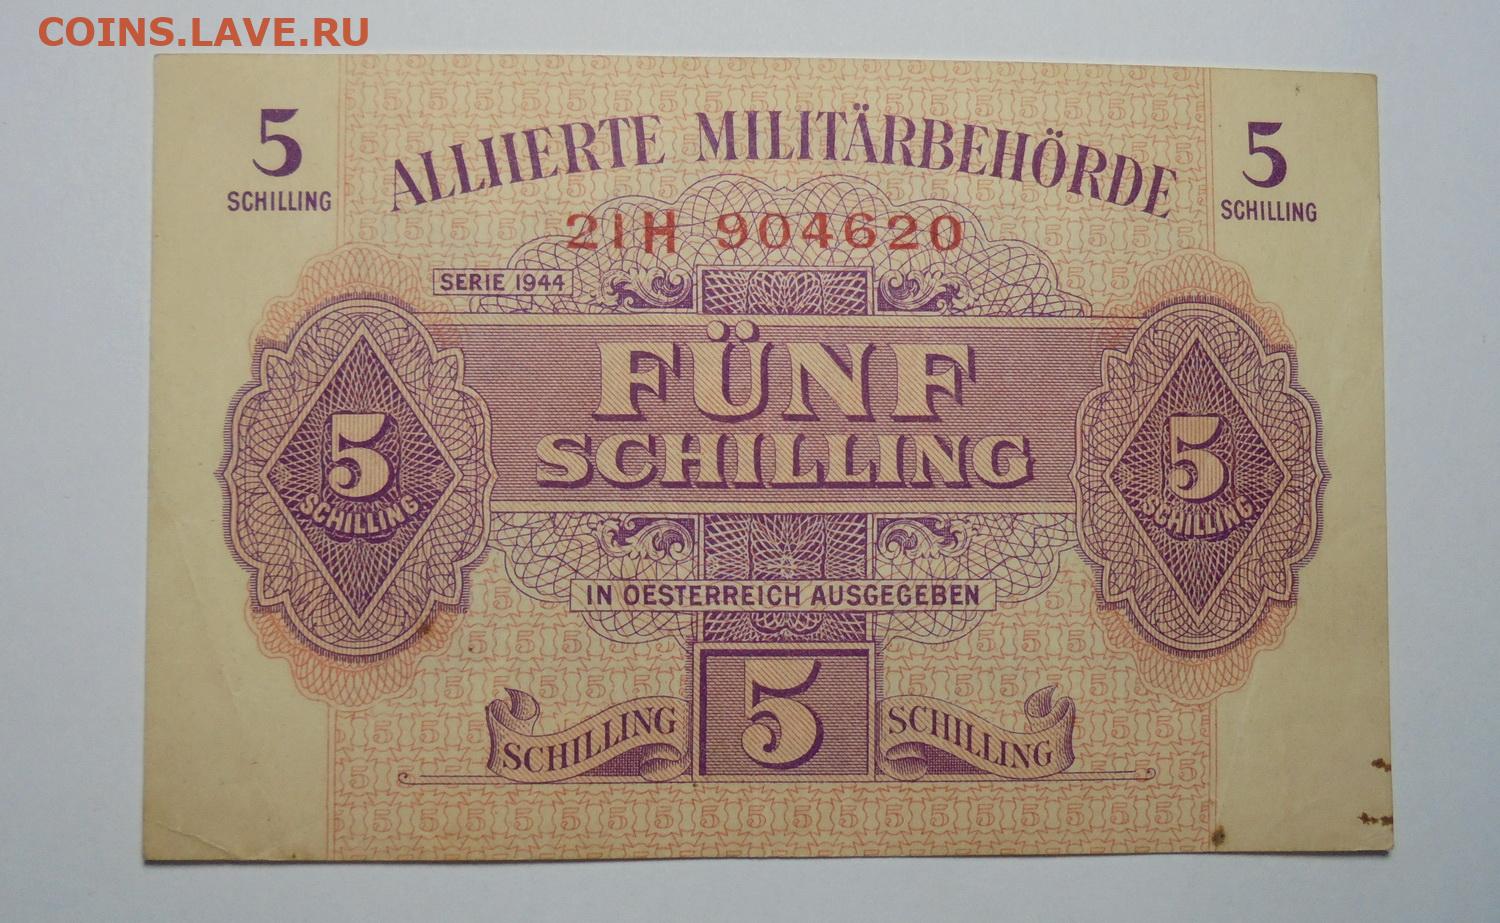 COINS.LAVE.RU
5
SCHILLING
ALLIIERTE MILITÄRBEHÖRDE
5
SCHILLING
21H 904620
SERIE 1944
FÜNF
SCHILLING
5
SCHILLING
5
SCHILLING
IN OESTERREICH AUSGEGEBEN
SCHILLING
5
SCHILLING